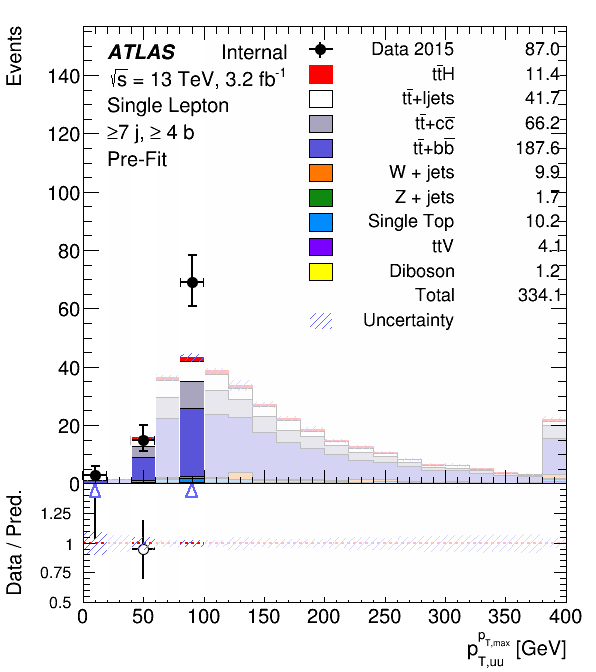 Events
ATLAS Internal
√s = 13 TeV, 3.2 fb⁻¹
Single Lepton
≥7 j, ≥ 4 b
Pre-Fit
Data 2015 87.0
tt̄H 11.4
tt̄+ljets 41.7
tt̄+cc̄ 66.2
tt̄+bb̄ 187.6
W + jets 9.9
Z + jets 1.7
Single Top 10.2
ttV 4.1
Diboson 1.2
Total 334.1
Uncertainty
140
120
100
80
60
40
20
0
Data / Pred.
1.25
1
0.75
0.5
0 50 100 150 200 250 300 350 400
p_{T,uu}^{p_{T,max}} [GeV]